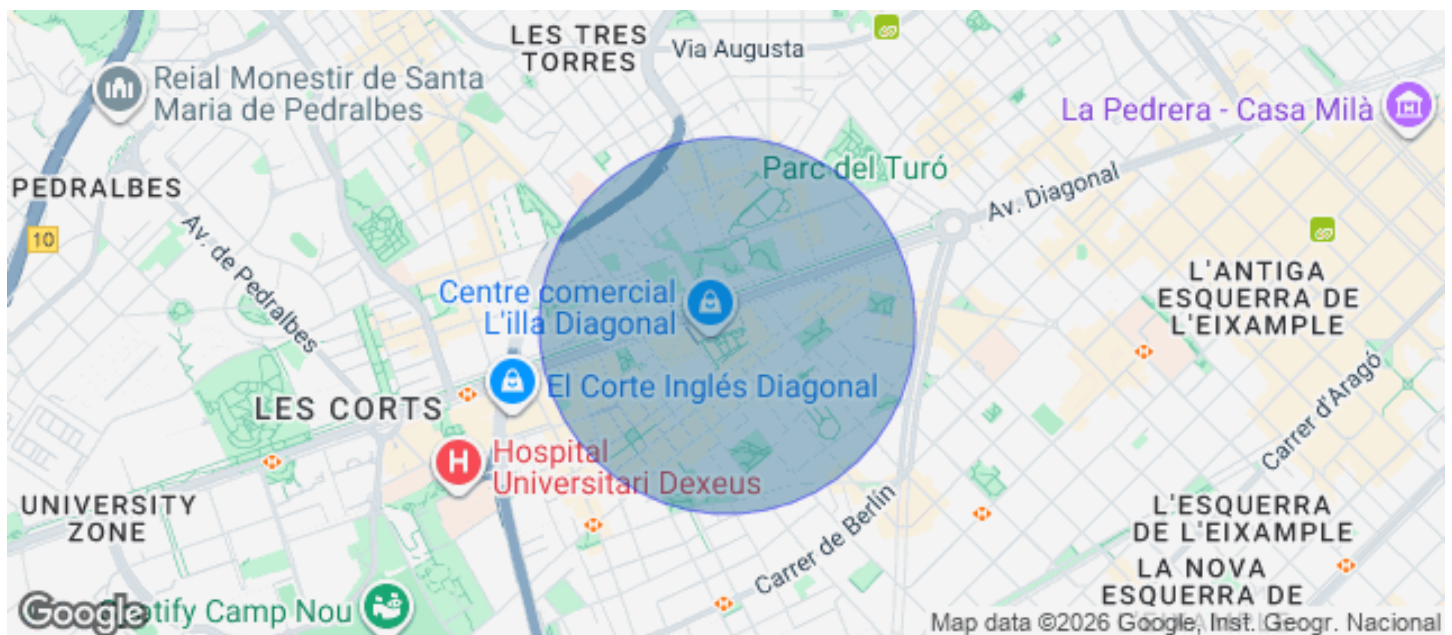 LES TRES
TORRES
Via Augusta
Reial Monestir de Santa
Maria de Pedralbes
La Pedrera - Casa Milà
Parc del Turó
PEDRALBES
Av. Diagonal
10
Av. de Pedralbes
L'ANTIGA
ESQUERRA DE
L'EIXAMPLE
Centre comercial
L'illa Diagonal
El Corte Inglés Diagonal
LES CORTS
Carrer d'Aragó
H
Hospital
Universitari Dexeus
UNIVERSITY
ZONE
L'ESQUERRA
DE L'EIXAMPLE
Carrer de Berlín
LA NOVA
ESQUERRA DE
Google
Camp Nou
Map data ©2026 Google, Inst. Geogr. Nacional